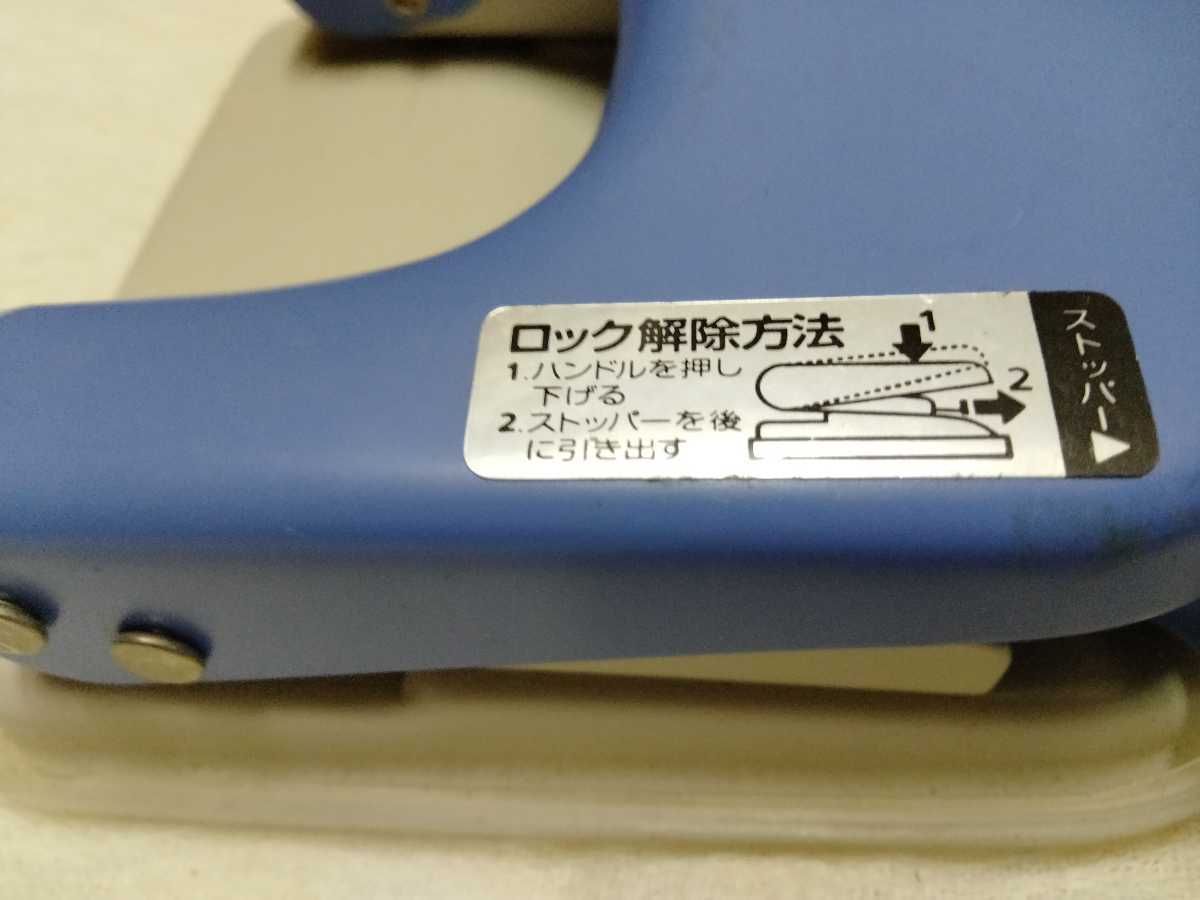 ロック解除方法
1.ハンドルを押し
下げる
2.ストッパーを後
に引き出す
1
2
ストッパー▶